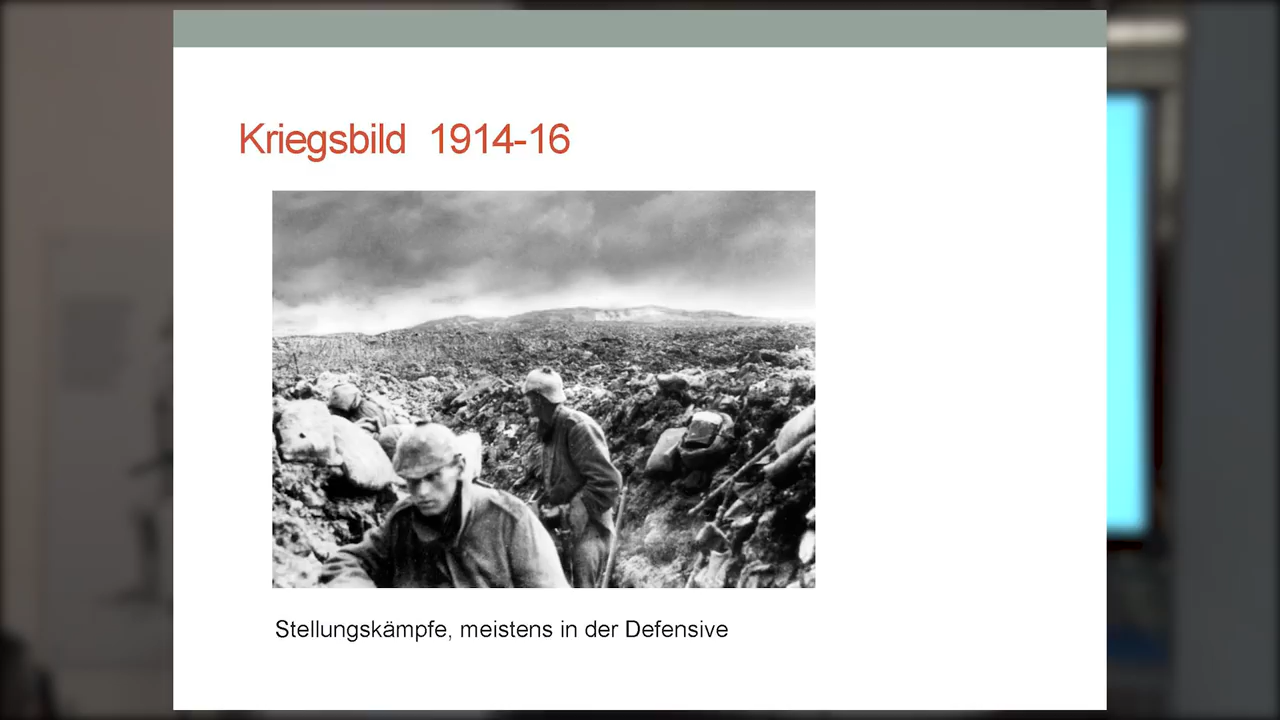 Kriegsbild 1914-16
Stellungskämpfe, meistens in der Defensive